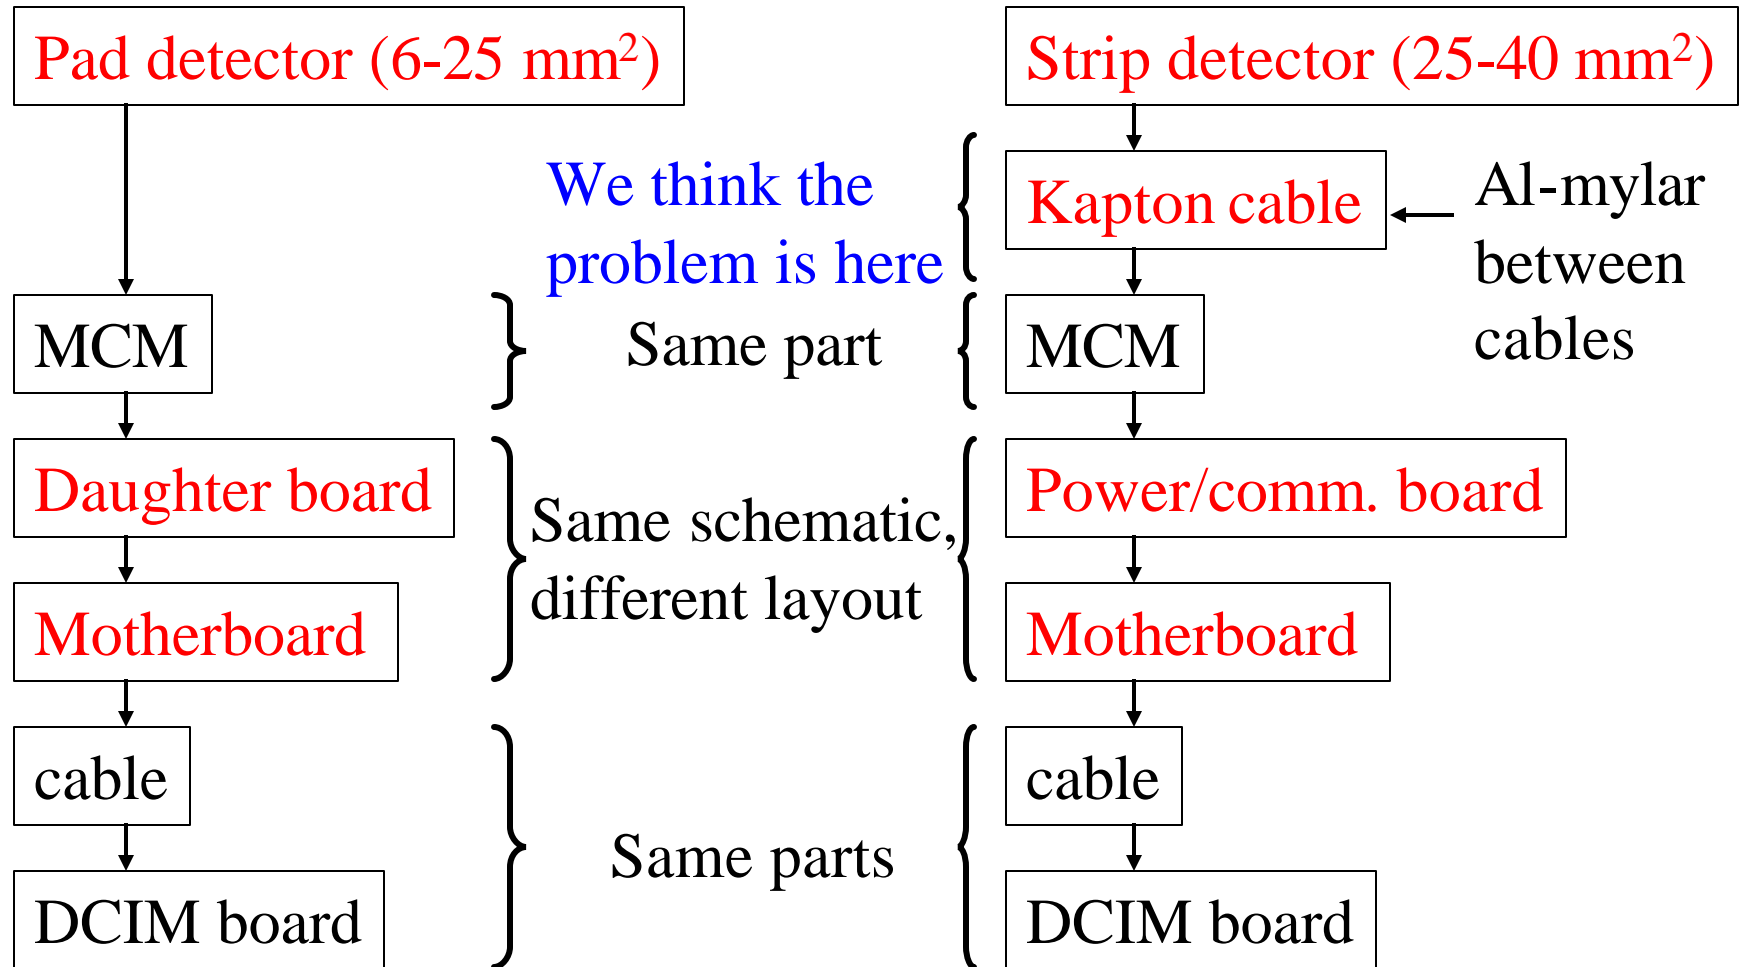 Pad detector (6-25 mm²)
Strip detector (25-40 mm²)
We think the
problem is here
Kapton cable
Al-mylar
between
cables
MCM
Same part
MCM
Daughter board
Same schematic,
different layout
Power/comm. board
Motherboard
Motherboard
cable
Same parts
cable
DCIM board
DCIM board